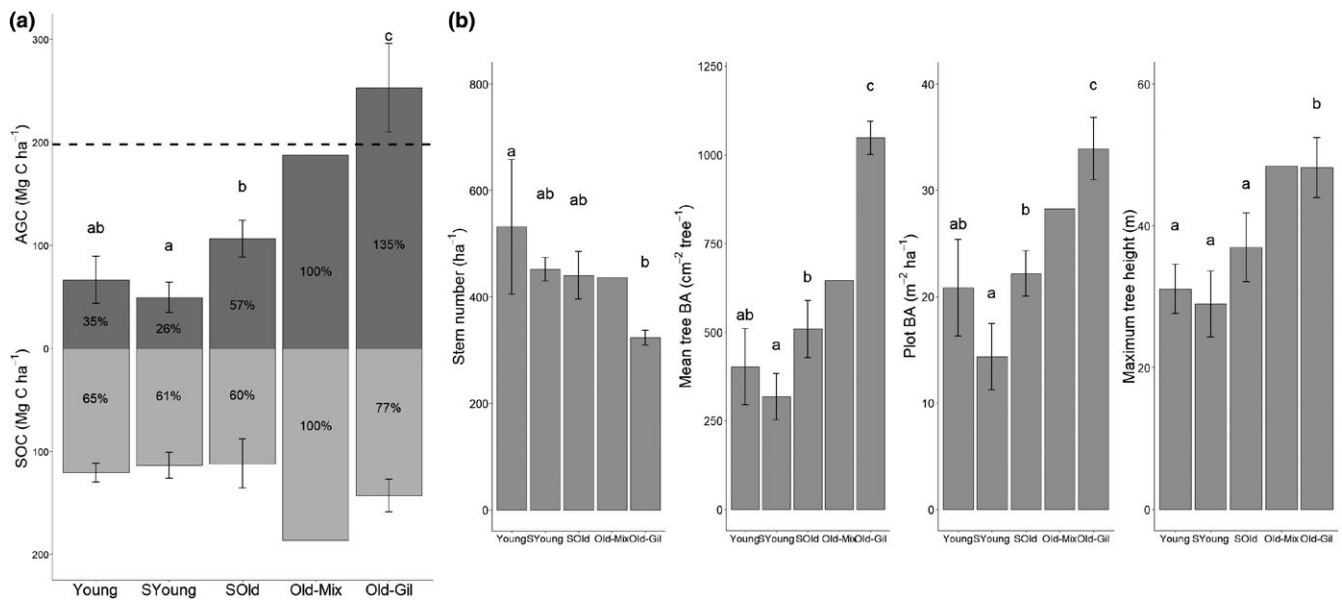 (a)
300
200
100
0
100
200
AGC (Mg C ha⁻¹)
SOC (Mg C ha⁻¹)
ab
a
b
c
35%
26%
57%
100%
135%
65%
61%
60%
100%
77%
Young SYoung SOld Old-Mix Old-Gil
(b)
Stem number (ha⁻¹)
800
600
400
200
0
a
ab
ab
b
Young SYoung SOld Old-Mix Old-Gil
Mean tree BA (cm⁻² tree⁻¹)
1250
1000
750
500
250
0
ab
a
b
c
Young SYoung SOld Old-Mix Old-Gil
Plot BA (m⁻² ha⁻¹)
40
30
20
10
0
ab
a
b
c
Young SYoung SOld Old-Mix Old-Gil
Maximum tree height (m)
60
40
20
0
a
a
a
b
Young SYoung SOld Old-Mix Old-Gil